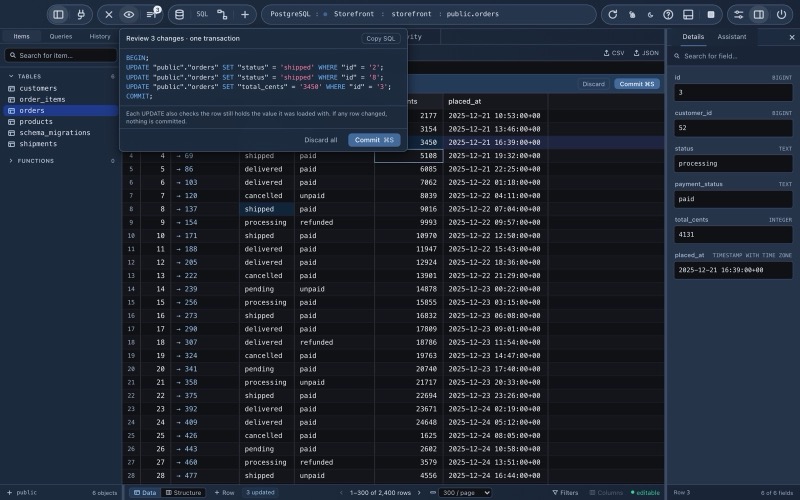 3
SQL
PostgreSQL : Storefront : storefront : public.orders
Items Queries History
Search for item...
TABLES 6
customers
order_items
orders
products
schema_migrations
shipments
FUNCTIONS 0
Review 3 changes · one transaction
Copy SQL
BEGIN;
UPDATE "public"."orders" SET "status" = 'shipped' WHERE "id" = '2';
UPDATE "public"."orders" SET "status" = 'shipped' WHERE "id" = '8';
UPDATE "public"."orders" SET "total_cents" = '3450' WHERE "id" = '3';
COMMIT;
Each UPDATE also checks the row still holds the value it was loaded with. If any row changed,
nothing is committed.
Discard all Commit ⌘S
CSV JSON
Discard Commit ⌘S
nts placed_at
2177 2025-12-21 10:53:00+00
3154 2025-12-21 13:46:00+00
3450 2025-12-21 16:39:00+00
4 4 → 69 shipped paid 5108 2025-12-21 19:32:00+00
5 5 → 86 delivered paid 6085 2025-12-21 22:25:00+00
6 6 → 103 delivered paid 7062 2025-12-22 01:18:00+00
7 7 → 120 cancelled unpaid 8039 2025-12-22 04:11:00+00
8 8 → 137 shipped paid 9016 2025-12-22 07:04:00+00
9 9 → 154 processing refunded 9993 2025-12-22 09:57:00+00
10 10 → 171 shipped paid 10970 2025-12-22 12:50:00+00
11 11 → 188 delivered paid 11947 2025-12-22 15:43:00+00
12 12 → 205 delivered paid 12924 2025-12-22 18:36:00+00
13 13 → 222 cancelled paid 13901 2025-12-22 21:29:00+00
14 14 → 239 pending unpaid 14878 2025-12-23 00:22:00+00
15 15 → 256 processing paid 15855 2025-12-23 03:15:00+00
16 16 → 273 shipped paid 16832 2025-12-23 06:08:00+00
17 17 → 290 delivered paid 17809 2025-12-23 09:01:00+00
18 18 → 307 delivered refunded 18786 2025-12-23 11:54:00+00
19 19 → 324 cancelled paid 19763 2025-12-23 14:47:00+00
20 20 → 341 pending paid 20740 2025-12-23 17:40:00+00
21 21 → 358 processing unpaid 21717 2025-12-23 20:33:00+00
22 22 → 375 shipped paid 22694 2025-12-23 23:26:00+00
23 23 → 392 delivered paid 23671 2025-12-24 02:19:00+00
24 24 → 409 delivered paid 24648 2025-12-24 05:12:00+00
25 25 → 426 cancelled paid 1625 2025-12-24 08:05:00+00
26 26 → 443 pending paid 2602 2025-12-24 10:58:00+00
27 27 → 460 processing refunded 3579 2025-12-24 13:51:00+00
28 28 → 477 shipped unpaid 4556 2025-12-24 16:44:00+00
Details Assistant
Search for field...
id BIGINT
3
customer_id BIGINT
52
status TEXT
processing
payment_status TEXT
paid
total_cents INTEGER
4131
placed_at TIMESTAMP WITH TIME ZONE
2025-12-21 16:39:00+00
+ public 6 objects
Data Structure + Row 3 updated
1–300 of 2,400 rows 300 / page
Filters Columns editable
Row 3 6 of 6 fields